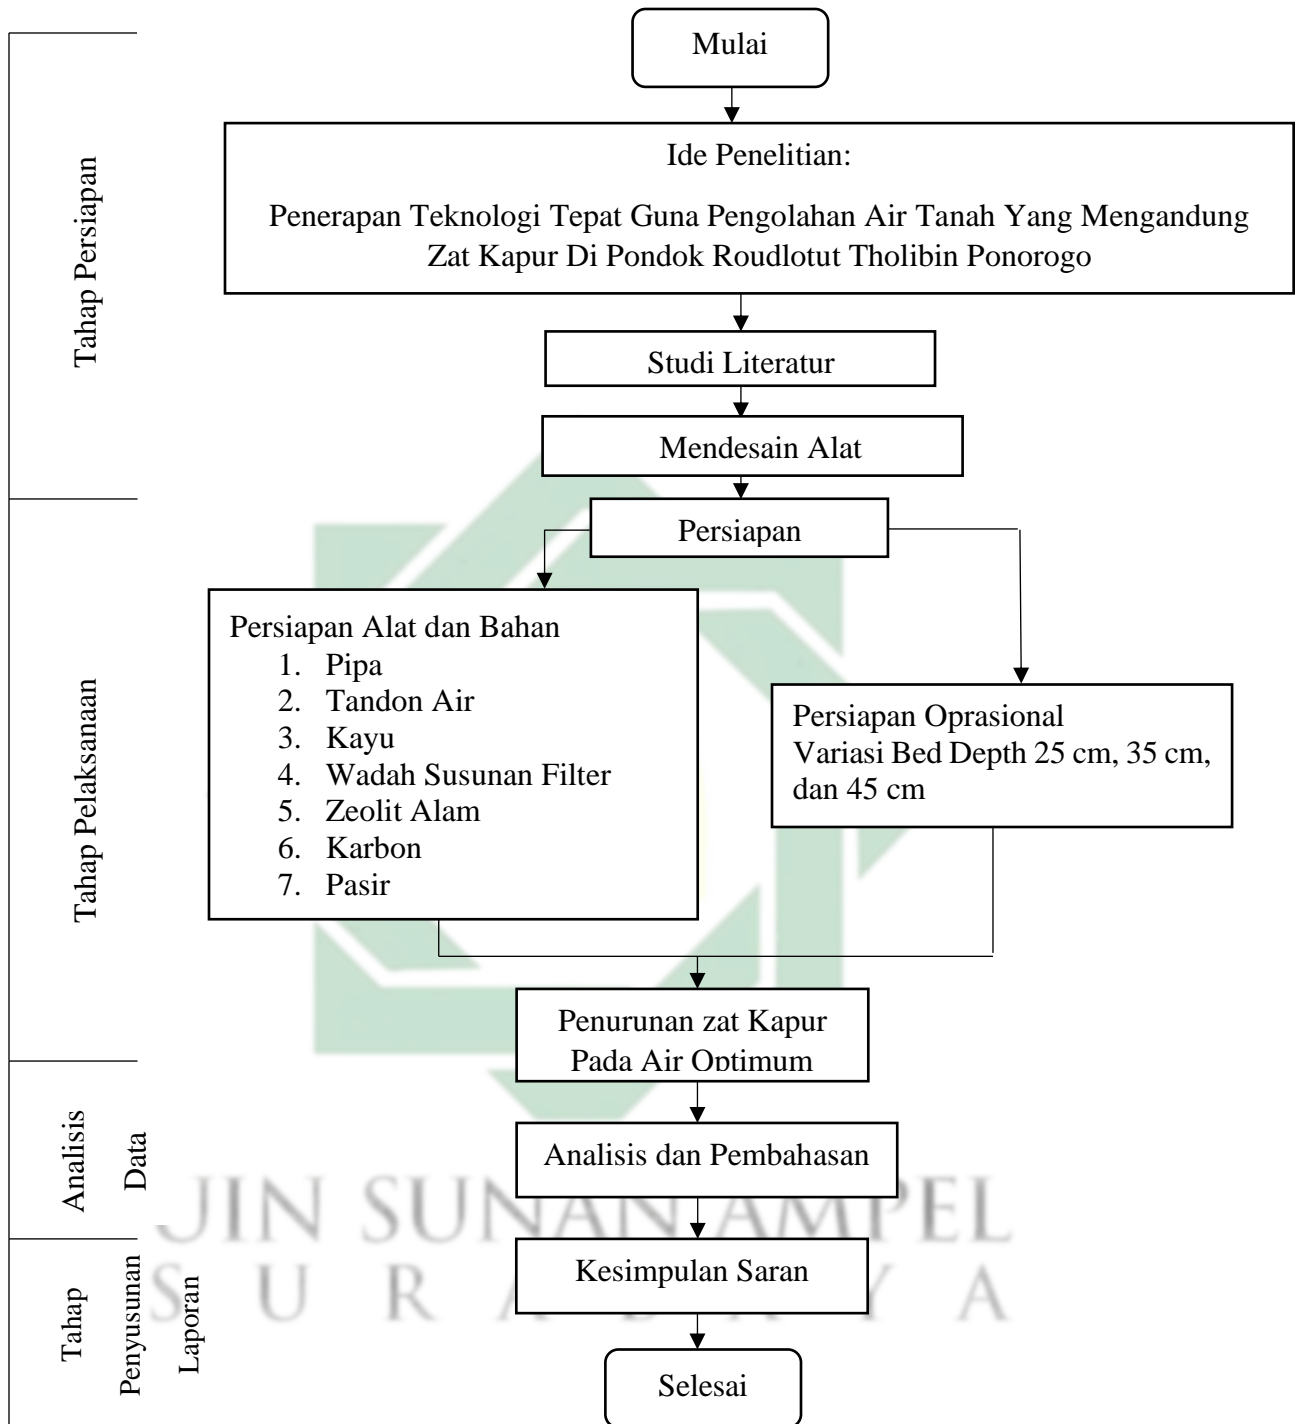 Mulai
Tahap Persiapan
Ide Penelitian:
Penerapan Teknologi Tepat Guna Pengolahan Air Tanah Yang Mengandung
Zat Kapur Di Pondok Roudlotut Tholibin Ponorogo
Studi Literatur
Mendesain Alat
Tahap Pelaksanaan
Persiapan
Persiapan Alat dan Bahan
1. Pipa
2. Tandon Air
3. Kayu
4. Wadah Susunan Filter
5. Zeolit Alam
6. Karbon
7. Pasir
Persiapan Oprasional
Variasi Bed Depth 25 cm, 35 cm,
dan 45 cm
Penurunan zat Kapur
Pada Air Optimum
Analisis
Data
Analisis dan Pembahasan
UIN SUNAN AMPEL
S U R A B A Y A
Tahap
Penyusunan
Laporan
Kesimpulan Saran
Selesai